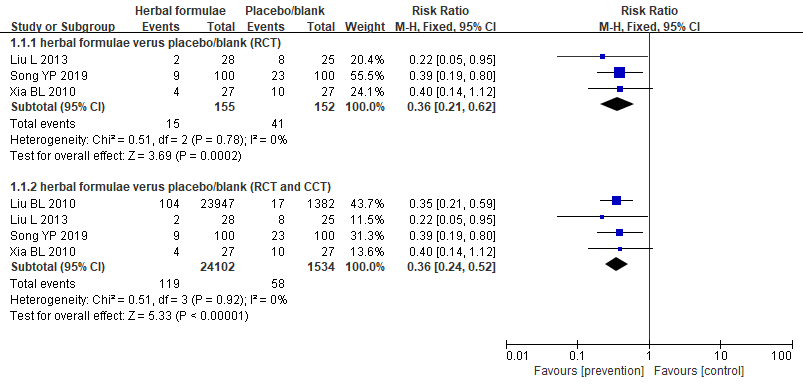 Herbal formulae Placebo/blank Risk Ratio Risk Ratio
Study or Subgroup Events Total Events Total Weight M-H, Fixed, 95% CI M-H, Fixed, 95% CI
1.1.1 herbal formulae versus placebo/blank (RCT)
Liu L 2013 2 28 8 25 20.4% 0.22 [0.05, 0.95]
Song YP 2019 9 100 23 100 55.5% 0.39 [0.19, 0.80]
Xia BL 2010 4 27 10 27 24.1% 0.40 [0.14, 1.12]
Subtotal (95% CI) 155 152 100.0% 0.36 [0.21, 0.62]
Total events 15 41
Heterogeneity: Chi² = 0.51, df = 2 (P = 0.78); I² = 0%
Test for overall effect: Z = 3.69 (P = 0.0002)
1.1.2 herbal formulae versus placebo/blank (RCT and CCT)
Liu BL 2010 104 23947 17 1382 43.7% 0.35 [0.21, 0.59]
Liu L 2013 2 28 8 25 11.5% 0.22 [0.05, 0.95]
Song YP 2019 9 100 23 100 31.3% 0.39 [0.19, 0.80]
Xia BL 2010 4 27 10 27 13.6% 0.40 [0.14, 1.12]
Subtotal (95% CI) 24102 1534 100.0% 0.36 [0.24, 0.52]
Total events 119 58
Heterogeneity: Chi² = 0.51, df = 3 (P = 0.92); I² = 0%
Test for overall effect: Z = 5.33 (P < 0.00001)
0.01 0.1 1 10 100
Favours [prevention] Favours [control]